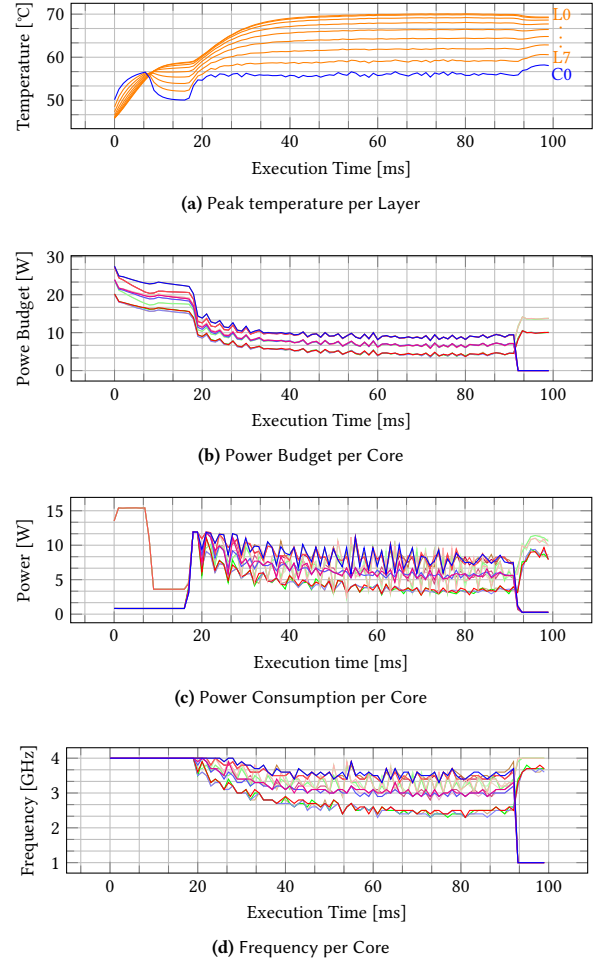 Temperature [℃]
70
60
50
L0
L7
C0
0
20
40
60
80
100
Execution Time [ms]
(a) Peak temperature per Layer
Powe Budget [W]
30
20
10
0
0
20
40
60
80
100
Execution Time [ms]
(b) Power Budget per Core
Power [W]
15
10
5
0
0
20
40
60
80
100
Execution time [ms]
(c) Power Consumption per Core
Frequency [GHz]
4
3
2
1
0
20
40
60
80
100
Execution Time [ms]
(d) Frequency per Core